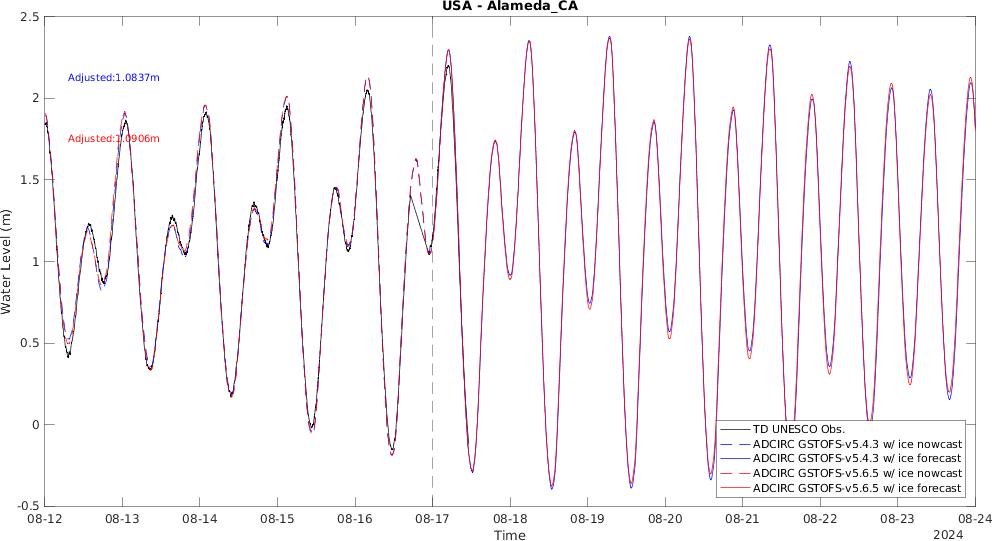 USA - Alameda_CA
2.5
2
1.5
1
0.5
0
-0.5
Water Level (m)
Adjusted:1.0837m
Adjusted:1.0906m
TD UNESCO Obs.
ADCIRC GSTOFS-v5.4.3 w/ ice nowcast
ADCIRC GSTOFS-v5.4.3 w/ ice forecast
ADCIRC GSTOFS-v5.6.5 w/ ice nowcast
ADCIRC GSTOFS-v5.6.5 w/ ice forecast
08-12 08-13 08-14 08-15 08-16 08-17 08-18 08-19 08-20 08-21 08-22 08-23 08-24
Time
2024